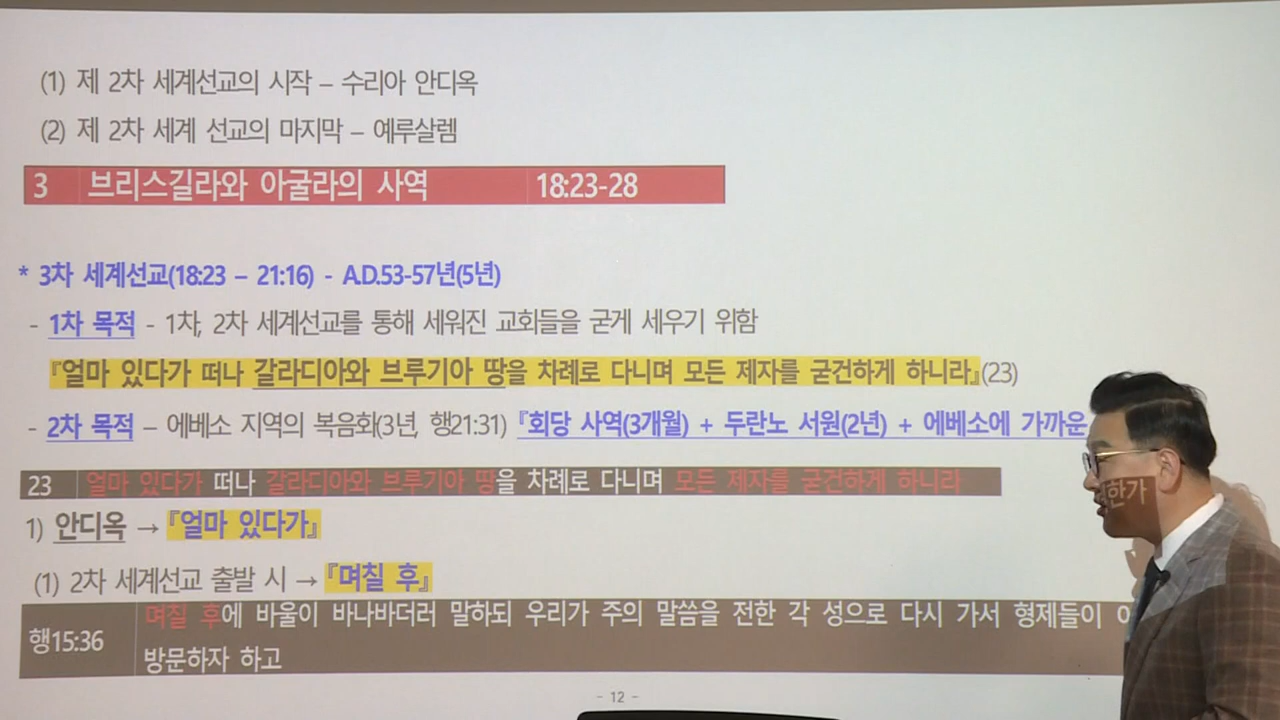 (1) 제 2차 세계선교의 시작 – 수리아 안디옥
(2) 제 2차 세계 선교의 마지막 – 예루살렘
3 브리스길라와 아굴라의 사역 18:23-28
* 3차 세계선교(18:23 – 21:16) - A.D.53-57년(5년)
- 1차 목적 - 1차, 2차 세계선교를 통해 세워진 교회들을 굳게 세우기 위함
『얼마 있다가 떠나 갈라디아와 브루기아 땅을 차례로 다니며 모든 제자를 굳건하게 하니라』(23)
- 2차 목적 – 에베소 지역의 복음화(3년, 행21:31) 『회당 사역(3개월) + 두란노 서원(2년) + 에베소에 가까운
23 얼마 있다가 떠나 갈라디아와 브루기아 땅을 차례로 다니며 모든 제자를 굳건하게 하니라
1) 안디옥 → 『얼마 있다가』
(1) 2차 세계선교 출발 시 → 『며칠 후』
행15:36 며칠 후에 바울이 바나바더러 말하되 우리가 주의 말씀을 전한 각 성으로 다시 가서 형제들이
방문하자 하고
- 12 -